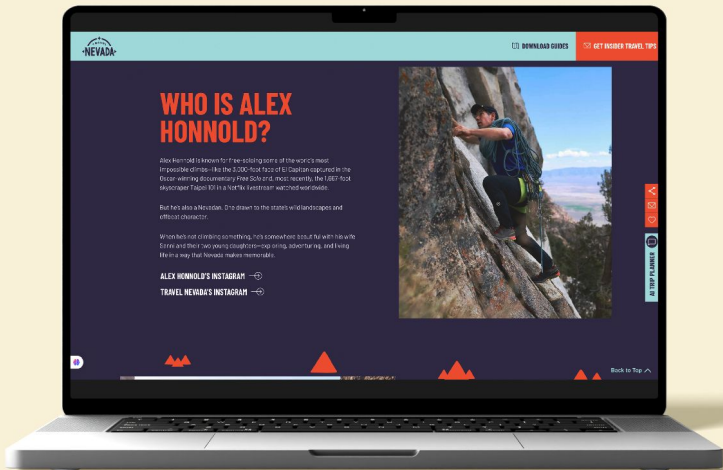 TRAVEL
NEVADA
DOWNLOAD GUIDES
GET INSIDER TRAVEL TIPS
WHO IS ALEX
HONNOLD?
Alex Honnold is known for free-soloing some of the world's most
impossible climbs—like the 3,000-foot face of El Capitan captured in the
Oscar-winning documentary Free Solo and, most recently, the 1,667-foot
skyscraper Taipei 101 in a Netflix livestream watched worldwide.
But he's also a Nevadan. One drawn to the state's wild landscapes and
offbeat character.
When he's not climbing something, he's somewhere beautiful with his wife
Sanni and their two young daughters—exploring, adventuring, and living
life in a way that Nevada makes memorable.
ALEX HONNOLD'S INSTAGRAM
TRAVEL NEVADA'S INSTAGRAM
AI TRIP PLANNER
Back to Top